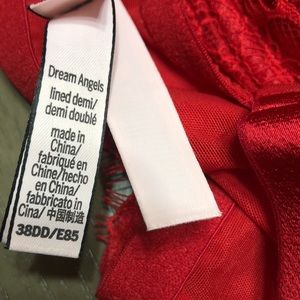 Dream Angels
lined demi/
demi doublé
made in
China/
fabriqué en
Chine/hecho
en China/
fabricato in
Cina/中国制造
38DD/E85